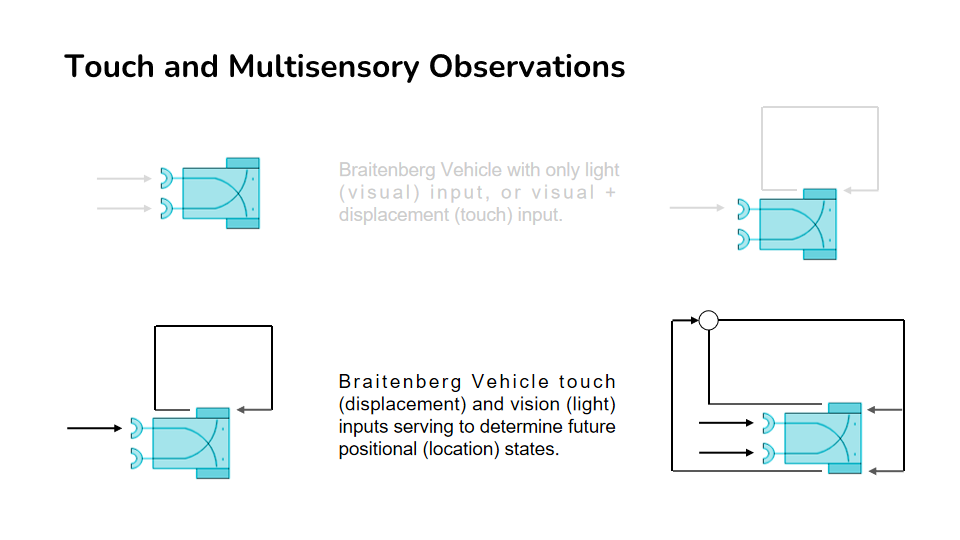 Touch and Multisensory Observations
Braitenberg Vehicle with only light
(visual) input, or visual +
displacement (touch) input.
Braitenberg Vehicle touch
(displacement) and vision (light)
inputs serving to determine future
positional (location) states.